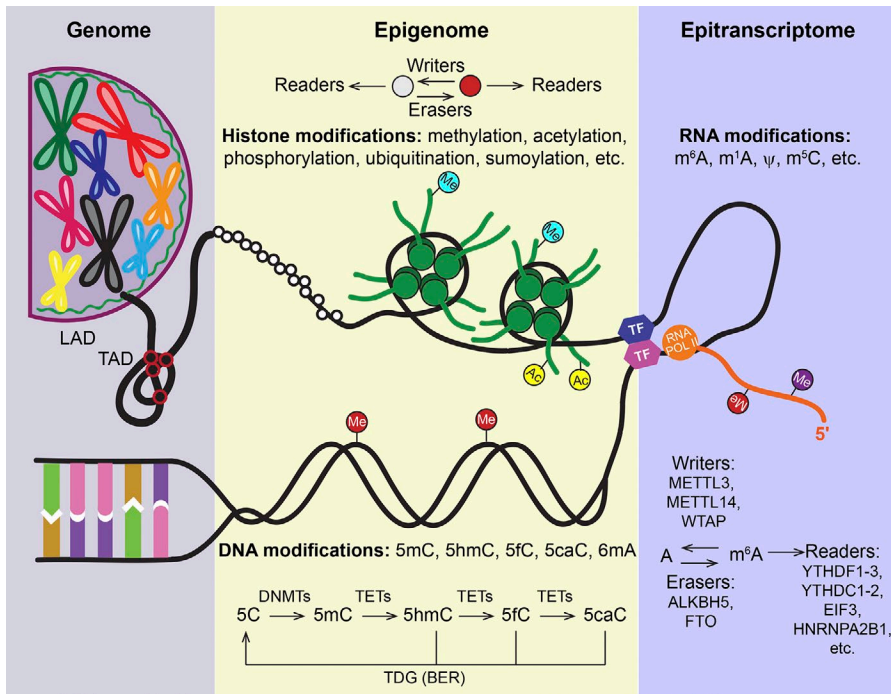 Genome
LAD
TAD
Epigenome
Writers
Readers
Readers
Erasers
Histone modifications: methylation, acetylation,
phosphorylation, ubiquitination, sumoylation, etc.
Me
Me
Ac
Ac
Me
Me
DNA modifications: 5mC, 5hmC, 5fC, 5caC, 6mA
DNMTs TETs TETs TETs
5C 5mC 5hmC 5fC 5caC
TDG (BER)
Epitranscriptome
RNA modifications:
m⁶A, m¹A, ψ, m⁵C, etc.
TF
TF
RNA
POL II
Me
Me
5'
Writers:
METTL3,
METTL14,
WTAP
A m⁶A Readers:
Erasers:
ALKBH5,
FTO
YTHDF1-3,
YTHDC1-2,
EIF3,
HNRNPA2B1,
etc.